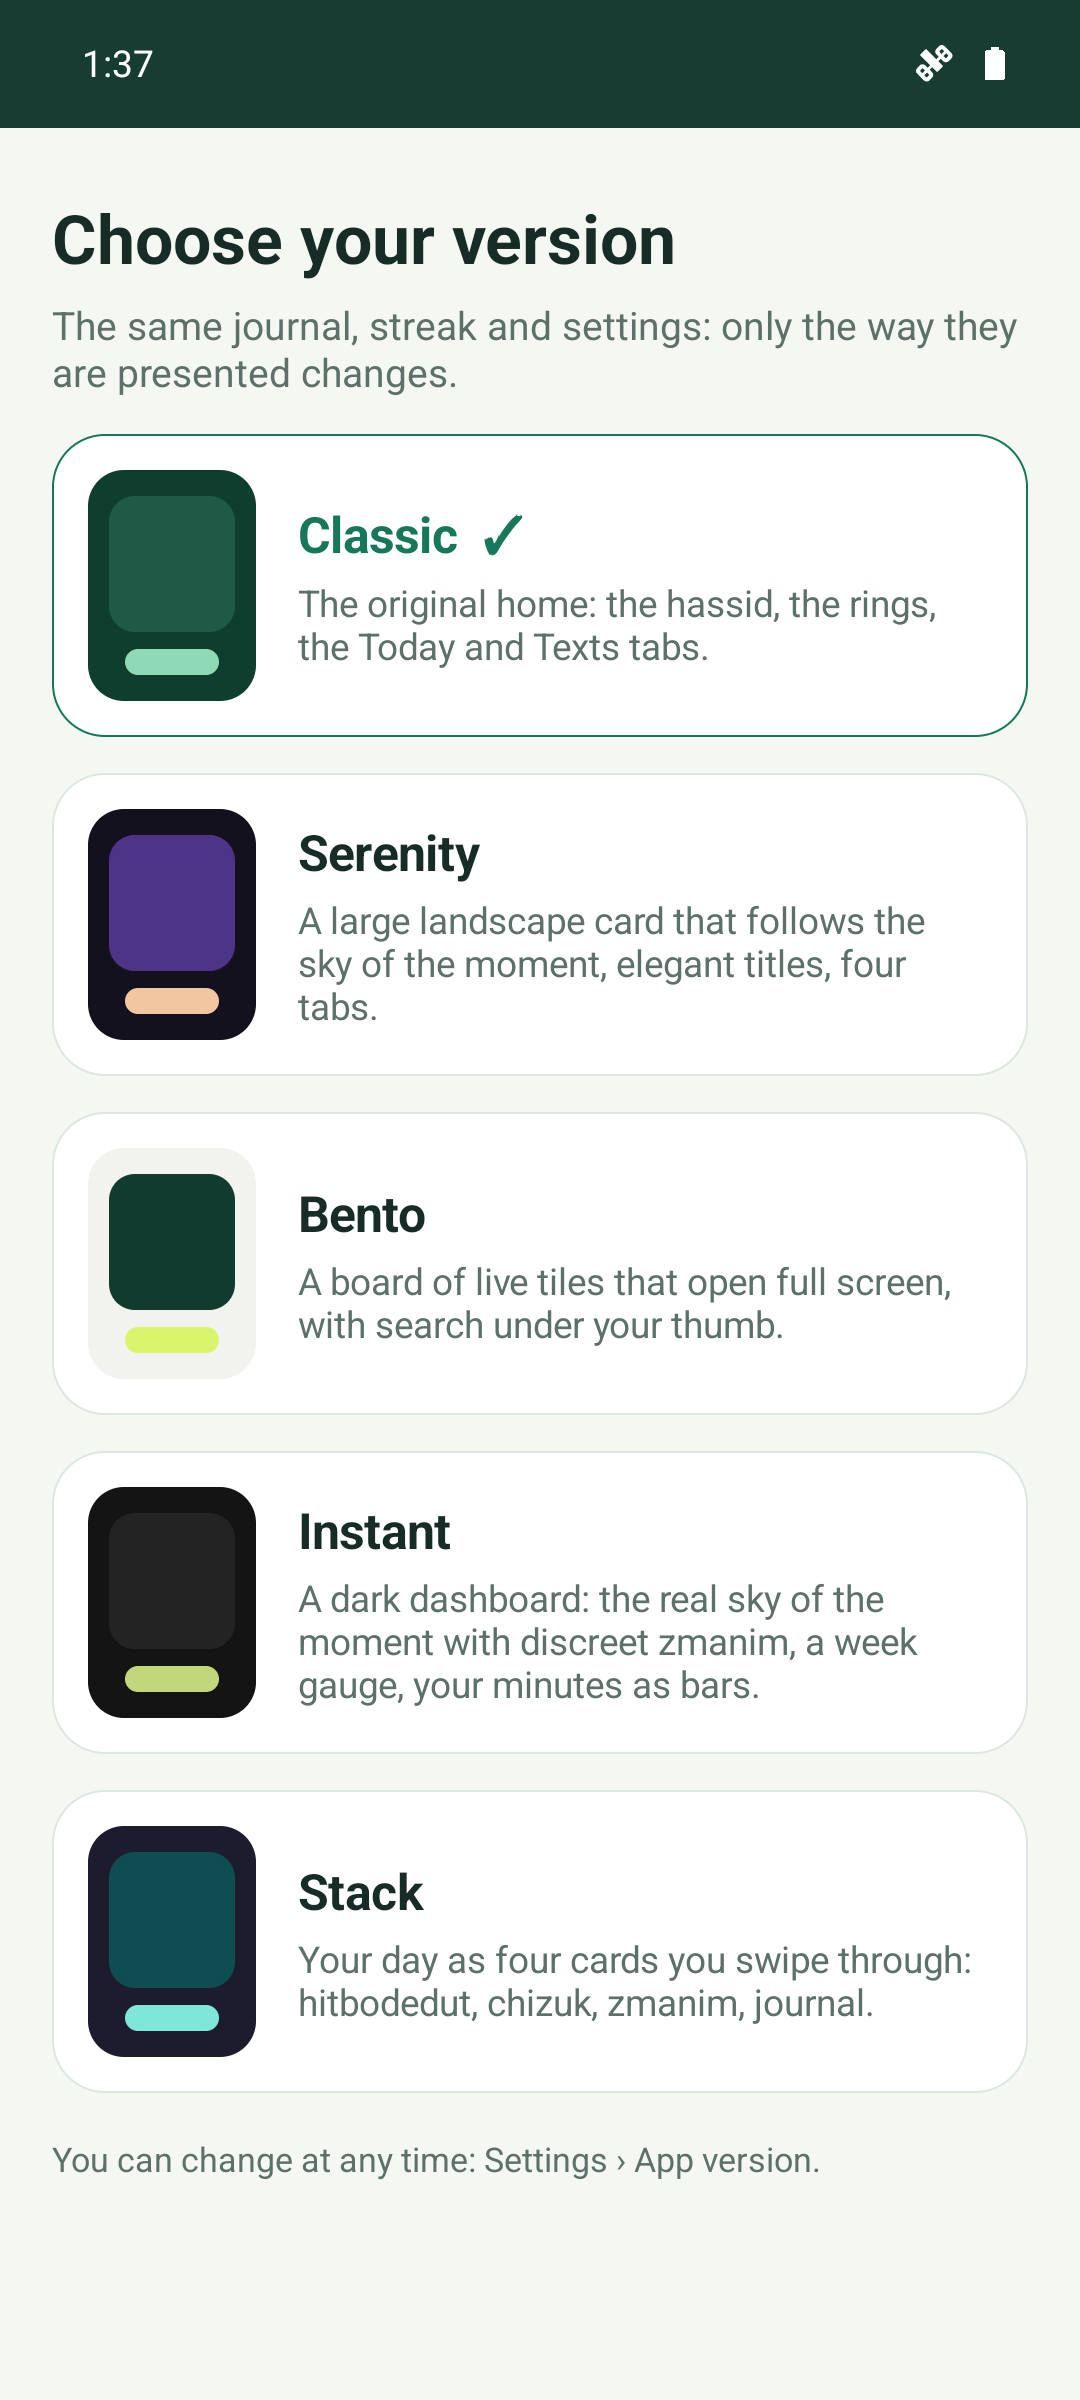 1:37
Choose your version
The same journal, streak and settings: only the way they
are presented changes.
Classic ✓
The original home: the hassid, the rings,
the Today and Texts tabs.
Serenity
A large landscape card that follows the
sky of the moment, elegant titles, four
tabs.
Bento
A board of live tiles that open full screen,
with search under your thumb.
Instant
A dark dashboard: the real sky of the
moment with discreet zmanim, a week
gauge, your minutes as bars.
Stack
Your day as four cards you swipe through:
hitbodedut, chizuk, zmanim, journal.
You can change at any time: Settings › App version.